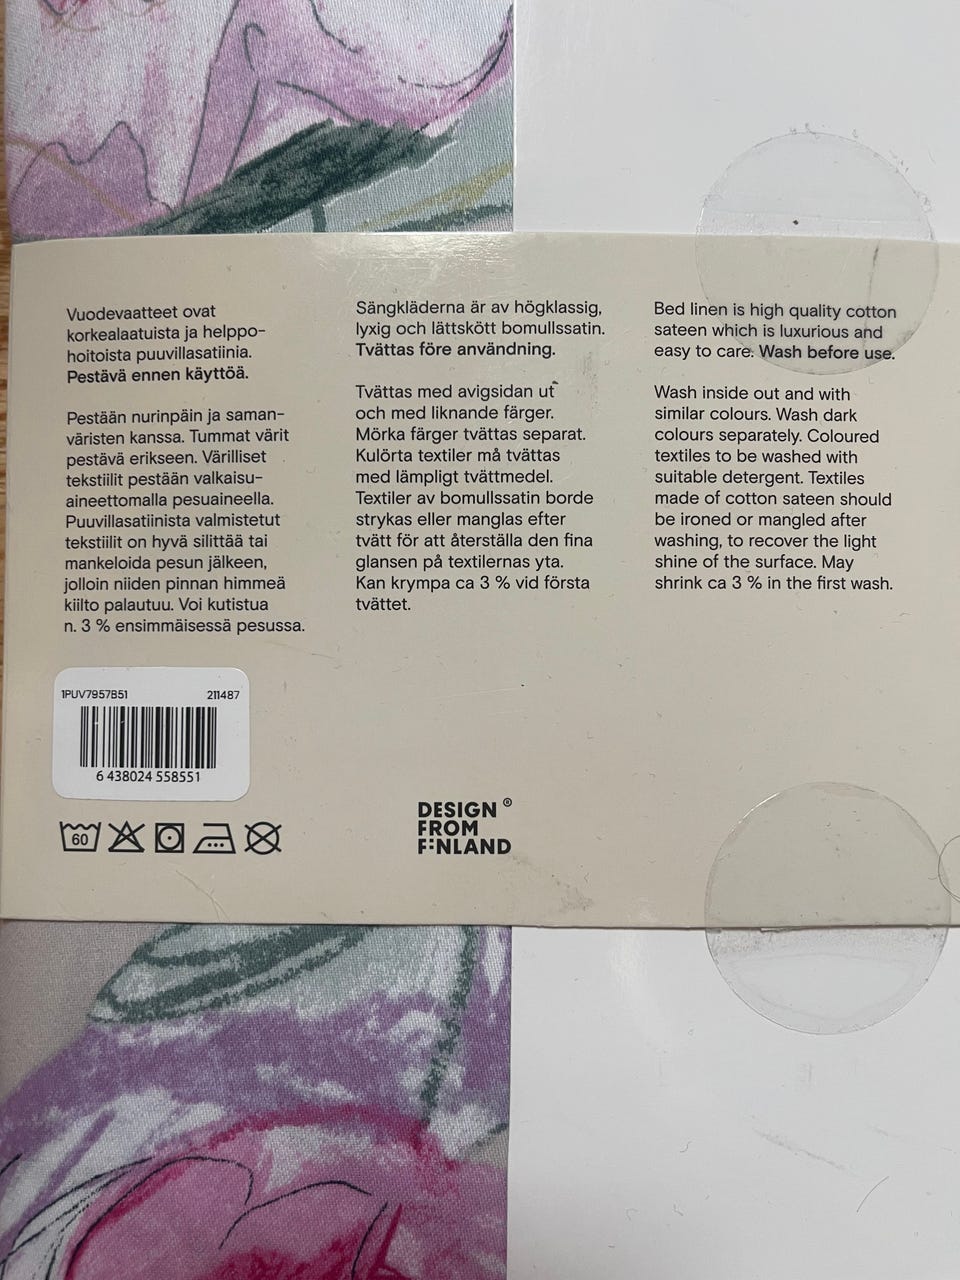 Vuodevaatteet ovat
korkealaatuista ja helppo-
hoitoista puuvillasatiinia.
Pestävä ennen käyttöä.
Pestään nurinpäin ja saman-
väristen kanssa. Tummat värit
pestävä erikseen. Värilliset
tekstiilit pestään valkaisu-
aineettomalla pesuaineella.
Puuvillasatiinista valmistetut
tekstiilit on hyvä silittää tai
mankeloida pesun jälkeen,
jolloin niiden pinnan himmeä
kiilto palautuu. Voi kutistua
n. 3 % ensimmäisessä pesussa.
Sängkläderna är av högklassig,
lyxig och lättskött bomullssatin.
Tvättas före användning.
Tvättas med avigsidan ut
och med liknande färger.
Mörka färger tvättas separat.
Kulörta textiler må tvättas
med lämpligt tvättmedel.
Textiler av bomullssatin borde
strykas eller manglas efter
tvätt för att återställa den fina
glansen på textilernas yta.
Kan krympa ca 3 % vid första
tvättet.
Bed linen is high quality cotton
sateen which is luxurious and
easy to care. Wash before use.
Wash inside out and with
similar colours. Wash dark
colours separately. Coloured
textiles to be washed with
suitable detergent. Textiles
made of cotton sateen should
be ironed or mangled after
washing, to recover the light
shine of the surface. May
shrink ca 3 % in the first wash.
1PUV7957B51 211487
6 438024 558551
60
DESIGN ®
FROM
FINLAND